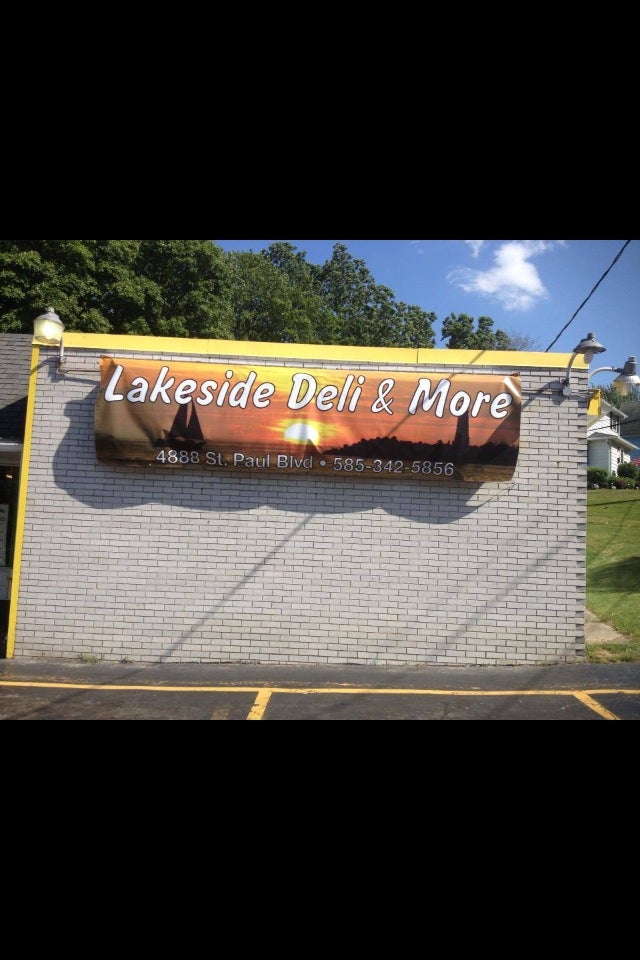 Lakeside Deli & More
4888 St. Paul Blvd • 585-342-5856